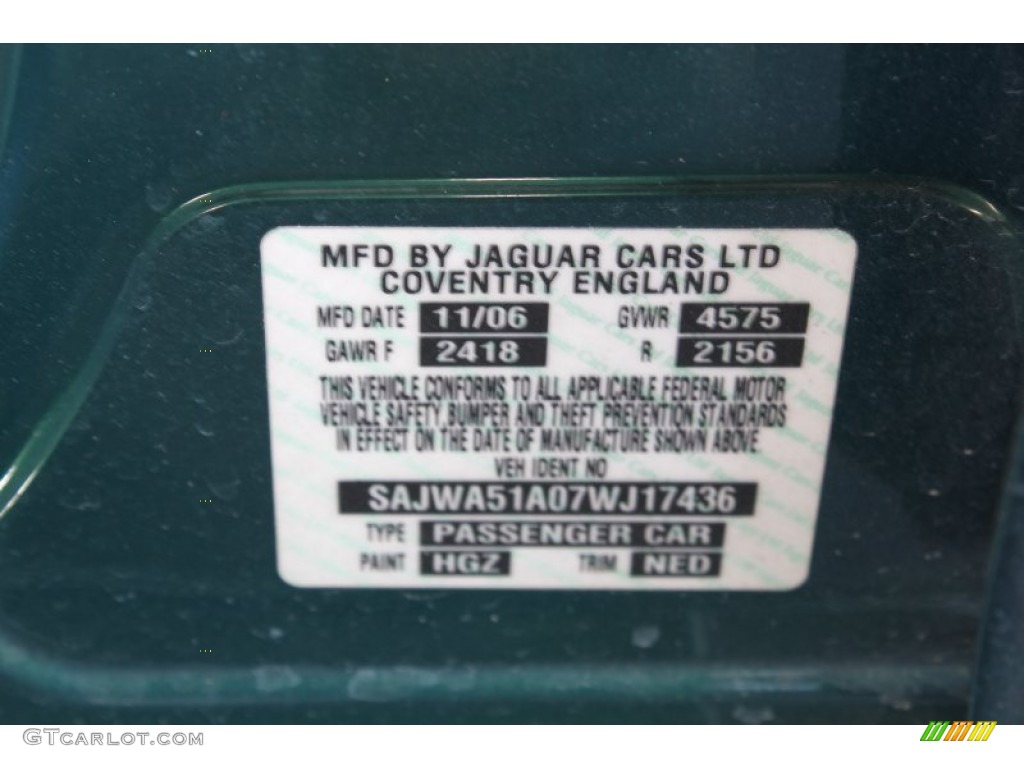 MFD BY JAGUAR CARS LTD
COVENTRY ENGLAND
MFD DATE 11/06 GVWR 4575
GAWR F 2418 R 2156
THIS VEHICLE CONFORMS TO ALL APPLICABLE FEDERAL MOTOR
VEHICLE SAFETY, BUMPER AND THEFT PREVENTION STANDARDS
IN EFFECT ON THE DATE OF MANUFACTURE SHOWN ABOVE.
VEH IDENT NO
SAJWA51A07WJ17436
TYPE PASSENGER CAR
PAINT HGZ TRIM NED
GTCarlot.com